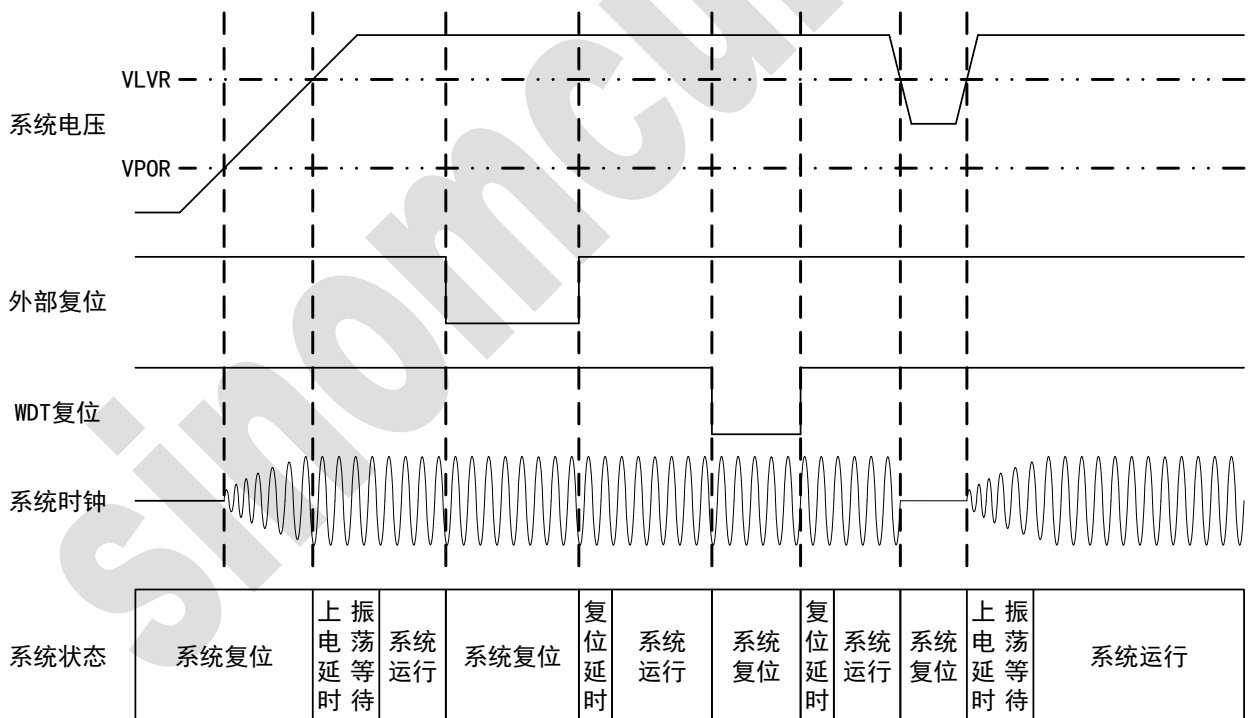 VLVR
系统电压
VPOR
外部复位
WDT复位
系统时钟
系统状态
系统复位
上电延时
振荡等待
系统运行
系统复位
复位延时
系统运行
系统复位
复位延时
系统运行
系统复位
上电延时
振荡等待
系统运行
sinomcu